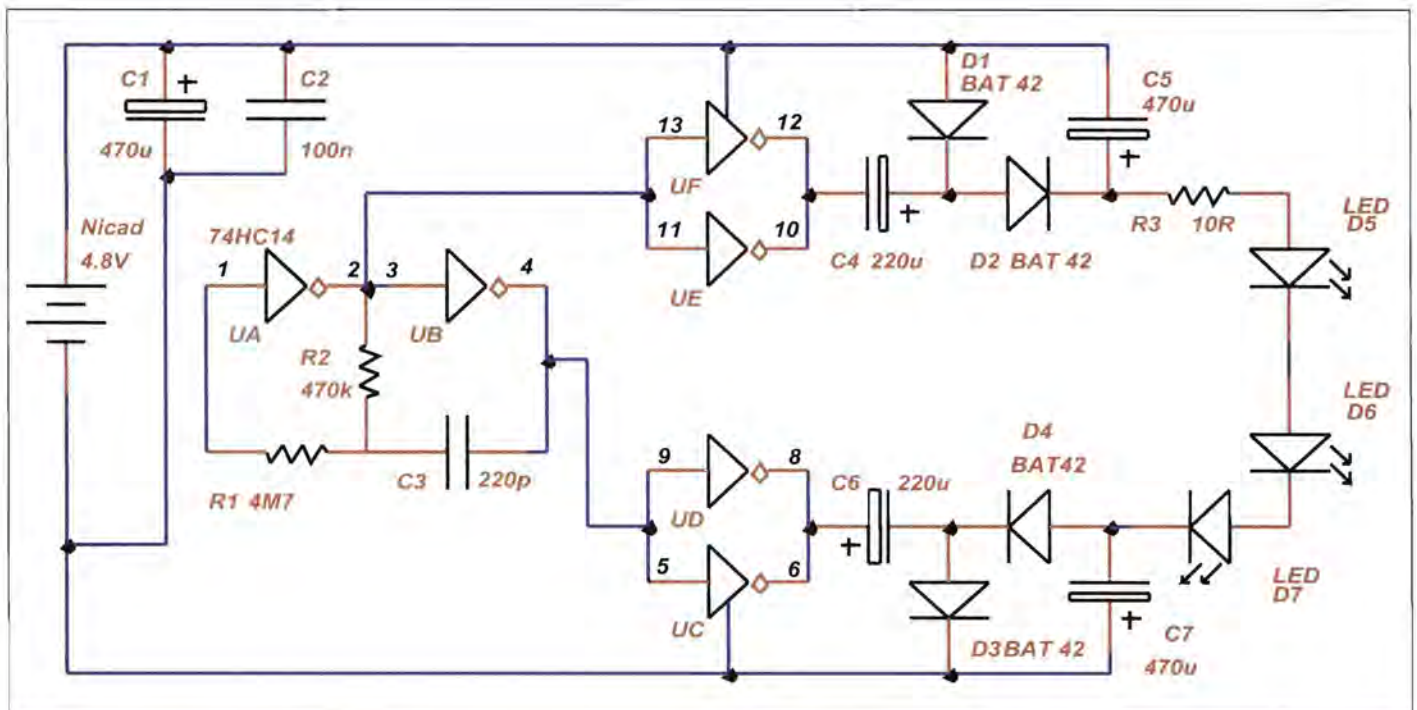 C1
+
470u
C2
100n
Nicad
4.8V
74HC14
1
2
3
4
UA
UB
R2
470k
R1 4M7
C3
220p
13
12
UF
11
10
UE
9
8
UD
5
6
UC
D1
BAT 42
C5
470u
+
+
C4 220u
D2 BAT 42
R3
10R
LED
D5
LED
D6
D4
BAT42
C6
220u
+
LED
D7
D3BAT 42
+
C7
470u